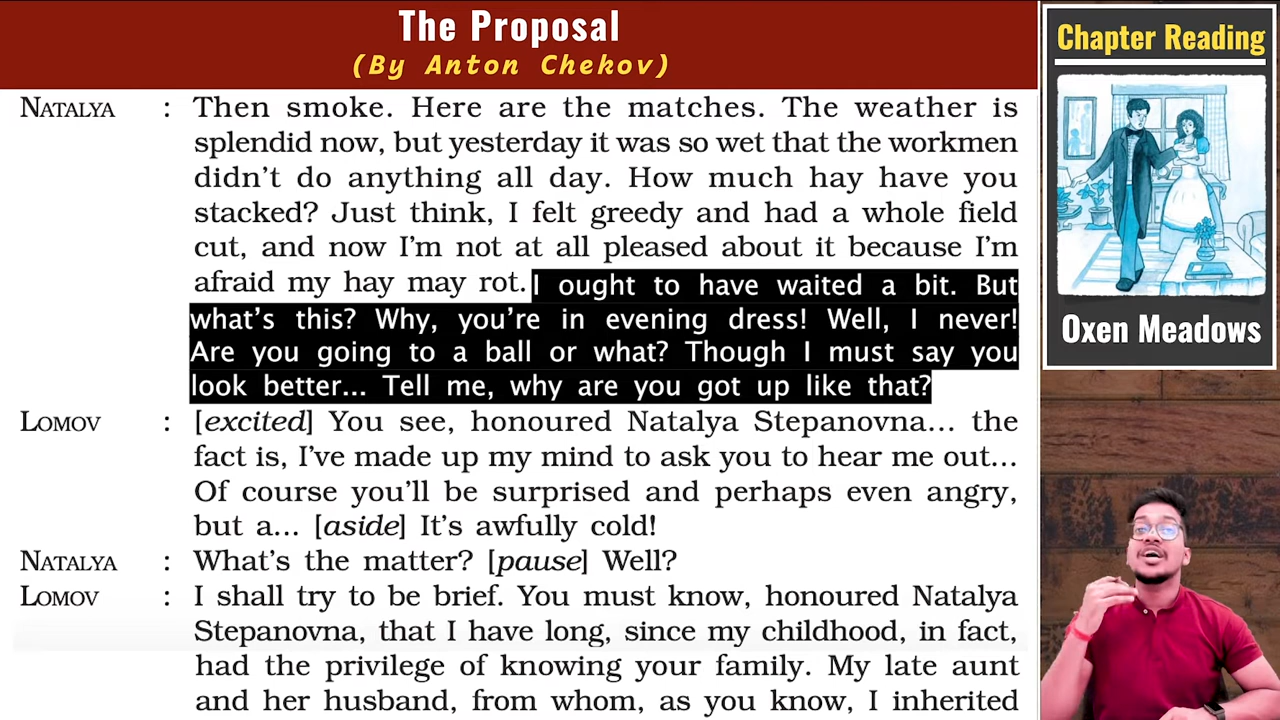 The Proposal
(By Anton Chekov)
NATALYA : Then smoke. Here are the matches. The weather is
splendid now, but yesterday it was so wet that the workmen
didn't do anything all day. How much hay have you
stacked? Just think, I felt greedy and had a whole field
cut, and now I'm not at all pleased about it because I'm
afraid my hay may rot. I ought to have waited a bit. But
what's this? Why, you're in evening dress! Well, I never!
Are you going to a ball or what? Though I must say you
look better... Tell me, why are you got up like that?
LOMOV : [excited] You see, honoured Natalya Stepanovna... the
fact is, I've made up my mind to ask you to hear me out...
Of course you'll be surprised and perhaps even angry,
but a... [aside] It's awfully cold!
NATALYA : What's the matter? [pause] Well?
LOMOV : I shall try to be brief. You must know, honoured Natalya
Stepanovna, that I have long, since my childhood, in fact,
had the privilege of knowing your family. My late aunt
and her husband, from whom, as you know, I inherited
Chapter Reading
Oxen Meadows